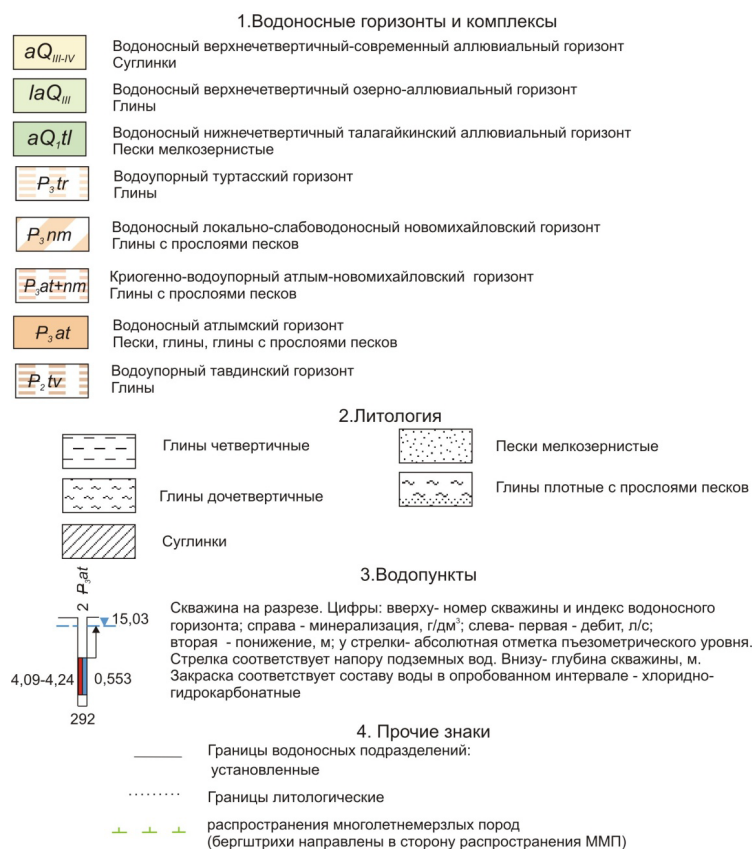 1.Водоносные горизонты и комплексы
aQIII-IV Водоносный верхнечетвертичный-современный аллювиальный горизонт
Суглинки
laQIII Водоносный верхнечетвертичный озерно-аллювиальный горизонт
Глины
aQ1tl Водоносный нижнечетвертичный талагайкинский аллювиальный горизонт
Пески мелкозернистые
P3tr Водоупорный туртасский горизонт
Глины
P3nm Водоносный локально-слабоводоносный новомихайловский горизонт
Глины с прослоями песков
P3at+nm Криогенно-водоупорный атлым-новомихайловский горизонт
Глины с прослоями песков
P3at Водоносный атлымский горизонт
Пески, глины, глины с прослоями песков
P2tv Водоупорный тавдинский горизонт
Глины
2.Литология
Глины четвертичные
Пески мелкозернистые
Глины дочетвертичные
Глины плотные с прослоями песков
Суглинки
3.Водопункты
2 P3at
15,03
4,09-4,24
0,553
292
Скважина на разрезе. Цифры: вверху- номер скважины и индекс водоносного
горизонта; справа - минерализация, г/дм³; слева- первая - дебит, л/с;
вторая - понижение, м; у стрелки- абсолютная отметка пъезометрического уровня.
Стрелка соответствует напору подземных вод. Внизу- глубина скважины, м.
Закраска соответствует составу воды в опробованном интервале - хлоридно-
гидрокарбонатные
4. Прочие знаки
Границы водоносных подразделений:
установленные
Границы литологические
распространения многолетнемерзлых пород
(бергштрихи направлены в сторону распространения ММП)